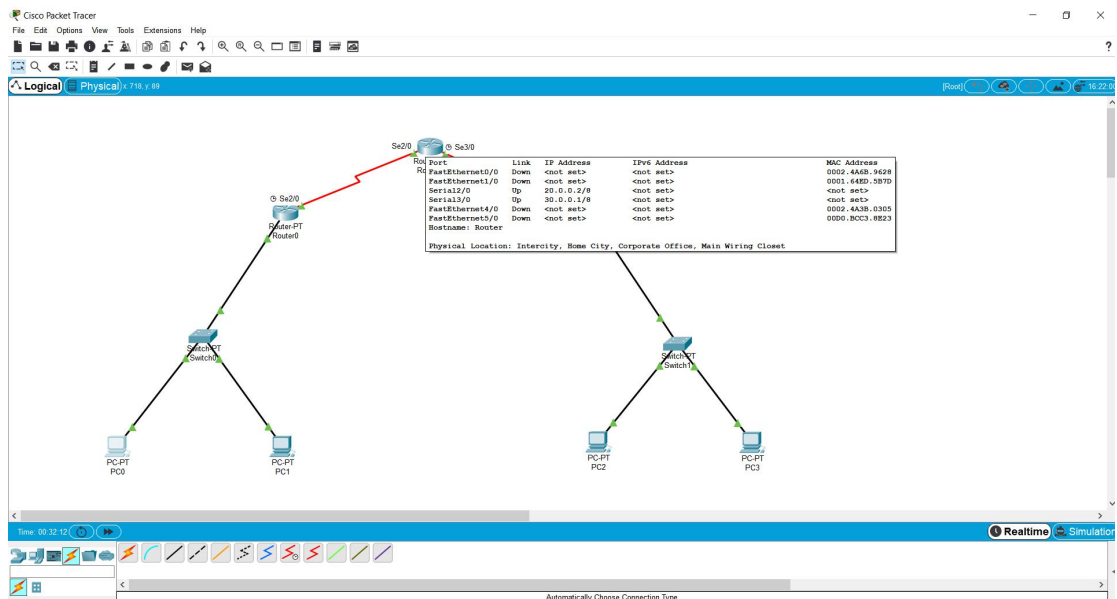 Cisco Packet Tracer
File Edit Options View Tools Extensions Help
?
Logical Physical x: 718, y: 89 [Root] 16:22:00
Se2/0 Se3/0
Port Link IP Address IPv6 Address MAC Address
FastEthernet0/0 Down <not set> <not set> 0002.4A6B.9628
FastEthernet1/0 Down <not set> <not set> 0001.64ED.5B7D
Serial2/0 Up 20.0.0.2/8 <not set> <not set>
Serial3/0 Up 30.0.0.1/8 <not set> <not set>
FastEthernet4/0 Down <not set> <not set> 0002.4A3B.0305
FastEthernet5/0 Down <not set> <not set> 00D0.BCC3.8E23
Hostname: Router
Physical Location: Intercity, Home City, Corporate Office, Main Wiring Closet
Se2/0
Router-PT
Router0
Switch-PT
Switch0
Switch-PT
Switch1
PC-PT
PC0
PC-PT
PC1
PC-PT
PC2
PC-PT
PC3
Time: 00:32:12 Realtime Simulation
Automatically Choose Connection Type